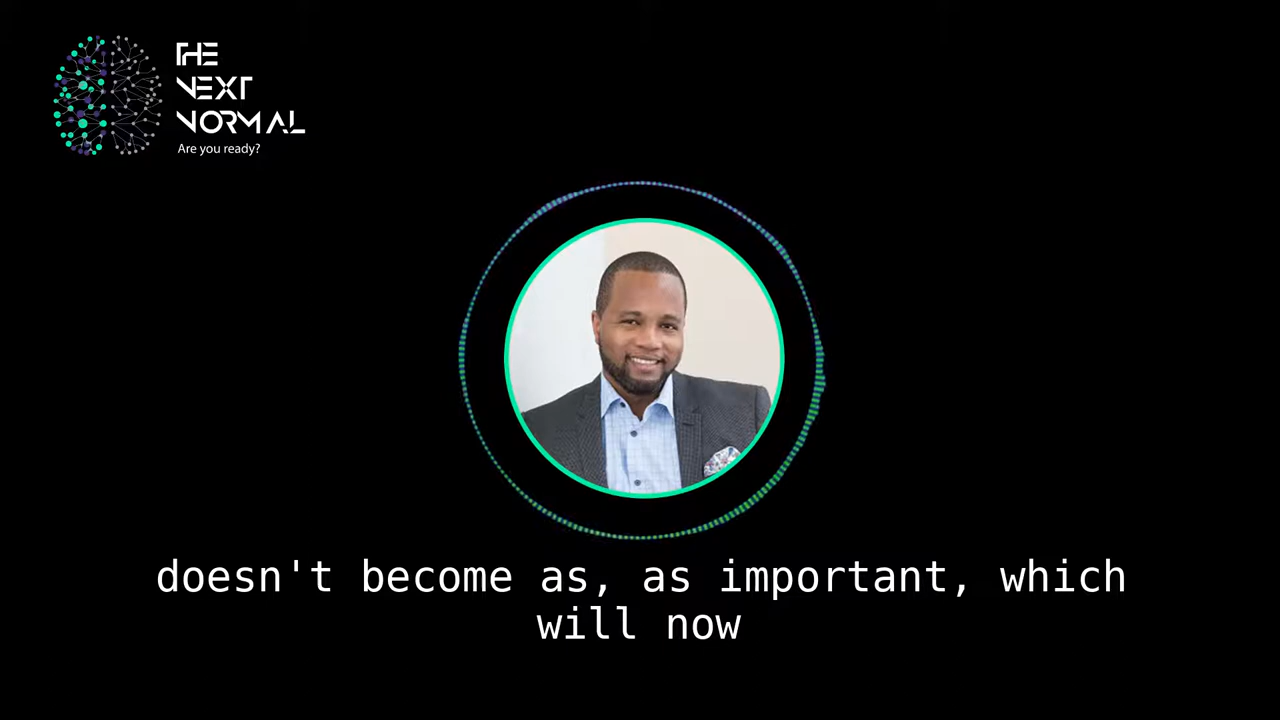 THE
NEXT
NORMAL
Are you ready?
doesn't become as, as important, which
will now